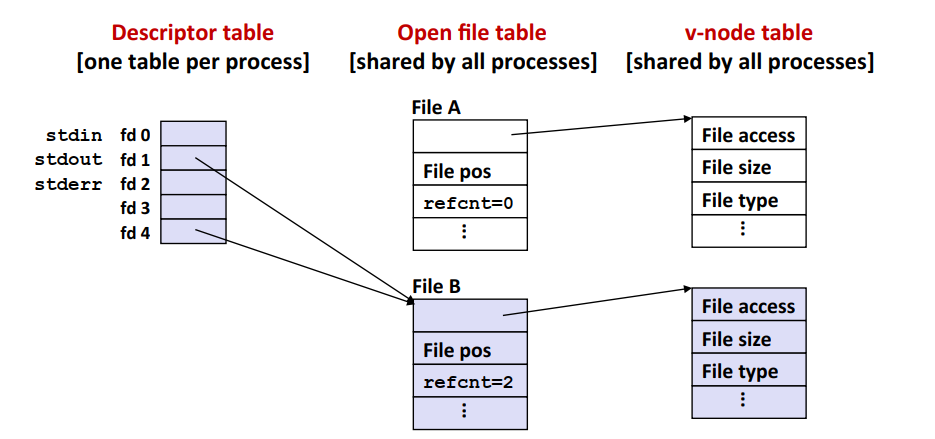 Descriptor table
[one table per process]
Open file table
[shared by all processes]
v-node table
[shared by all processes]
stdin fd 0
stdout fd 1
stderr fd 2
fd 3
fd 4
File A
File pos
refcnt=0
⋮
File access
File size
File type
⋮
File B
File pos
refcnt=2
⋮
File access
File size
File type
⋮